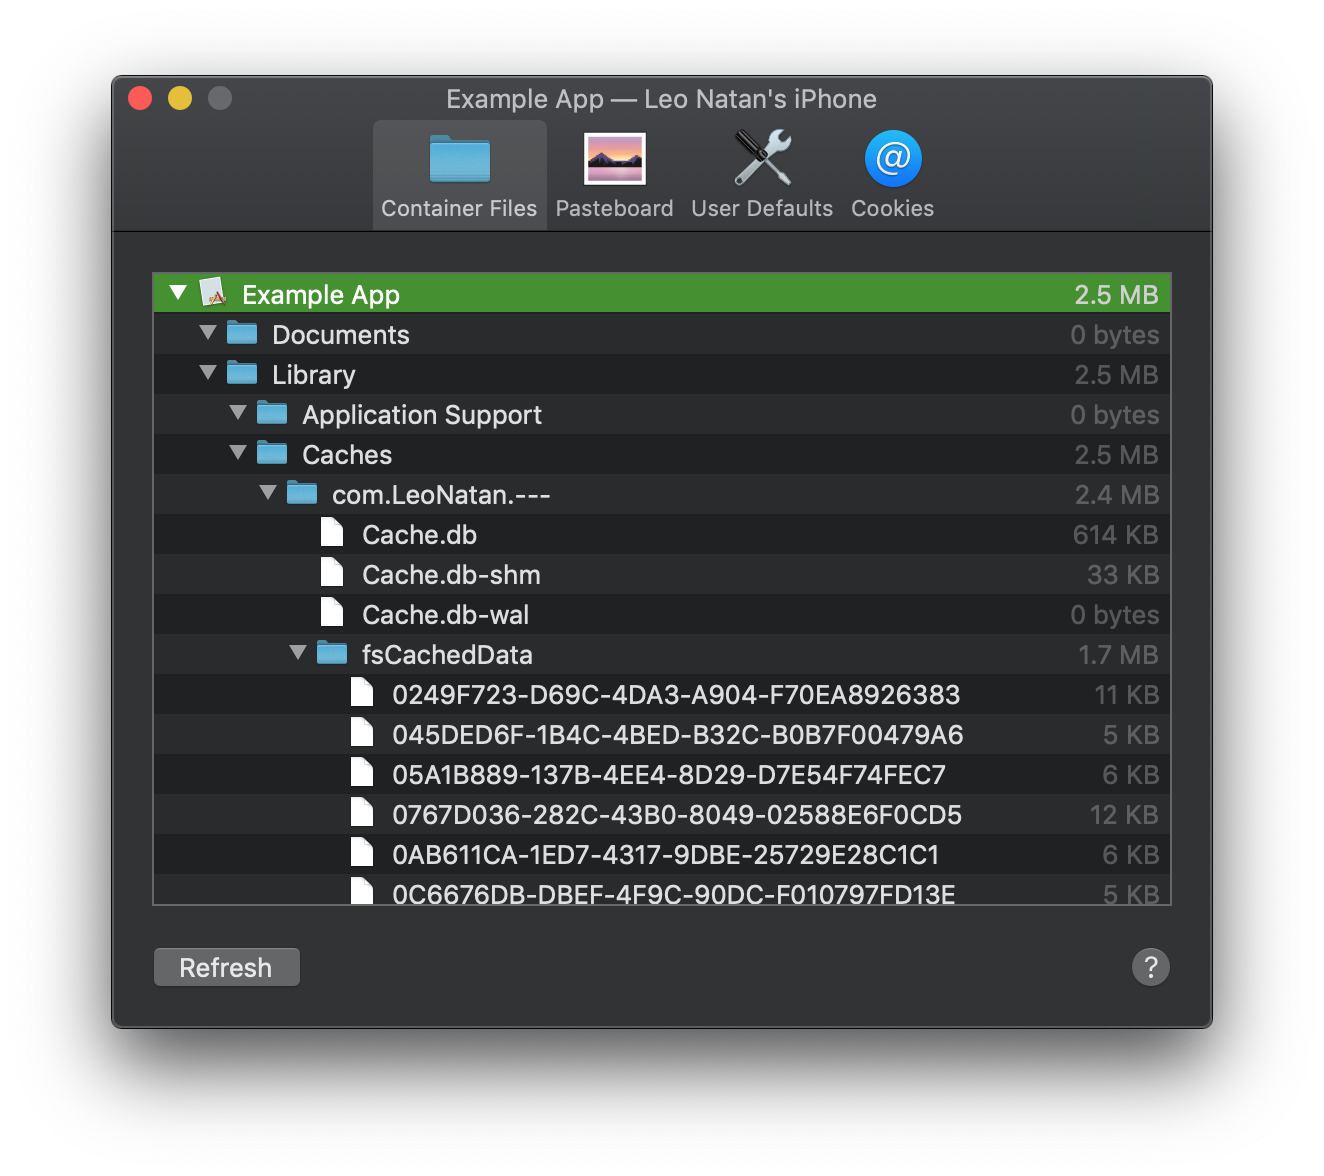 Example App — Leo Natan's iPhone
Container Files Pasteboard User Defaults Cookies
Example App 2.5 MB
Documents 0 bytes
Library 2.5 MB
Application Support 0 bytes
Caches 2.5 MB
com.LeoNatan.--- 2.4 MB
Cache.db 614 KB
Cache.db-shm 33 KB
Cache.db-wal 0 bytes
fsCachedData 1.7 MB
0249F723-D69C-4DA3-A904-F70EA8926383 11 KB
045DED6F-1B4C-4BED-B32C-B0B7F00479A6 5 KB
05A1B889-137B-4EE4-8D29-D7E54F74FEC7 6 KB
0767D036-282C-43B0-8049-02588E6F0CD5 12 KB
0AB611CA-1ED7-4317-9DBE-25729E28C1C1 6 KB
0C6676DB-DBEF-4F9C-90DC-F010797FD13E 5 KB
Refresh ?